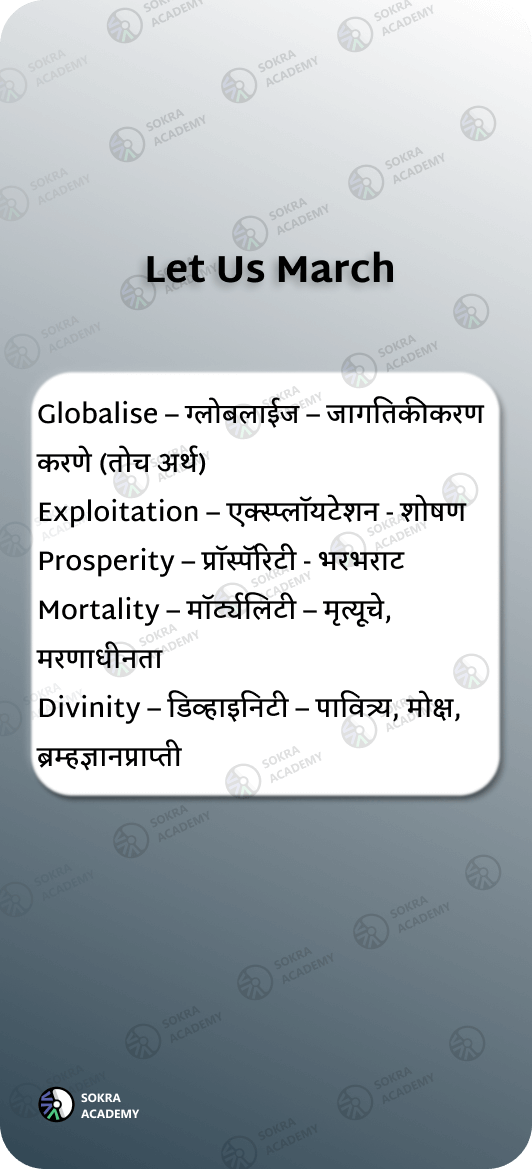 Let Us March
Globalise – ग्लोबलाईज – जागतिकीकरण
करणे (तोच अर्थ)
Exploitation – एक्स्प्लॉयटेशन - शोषण
Prosperity – प्रॉस्पॅरिटी - भरभराट
Mortality – मॉर्ट्यलिटी – मृत्यूचे,
मरणाधीनता
Divinity – डिव्हाइनिटी – पावित्र्य, मोक्ष,
ब्रम्हज्ञानप्राप्ती
SOKRA
ACADEMY